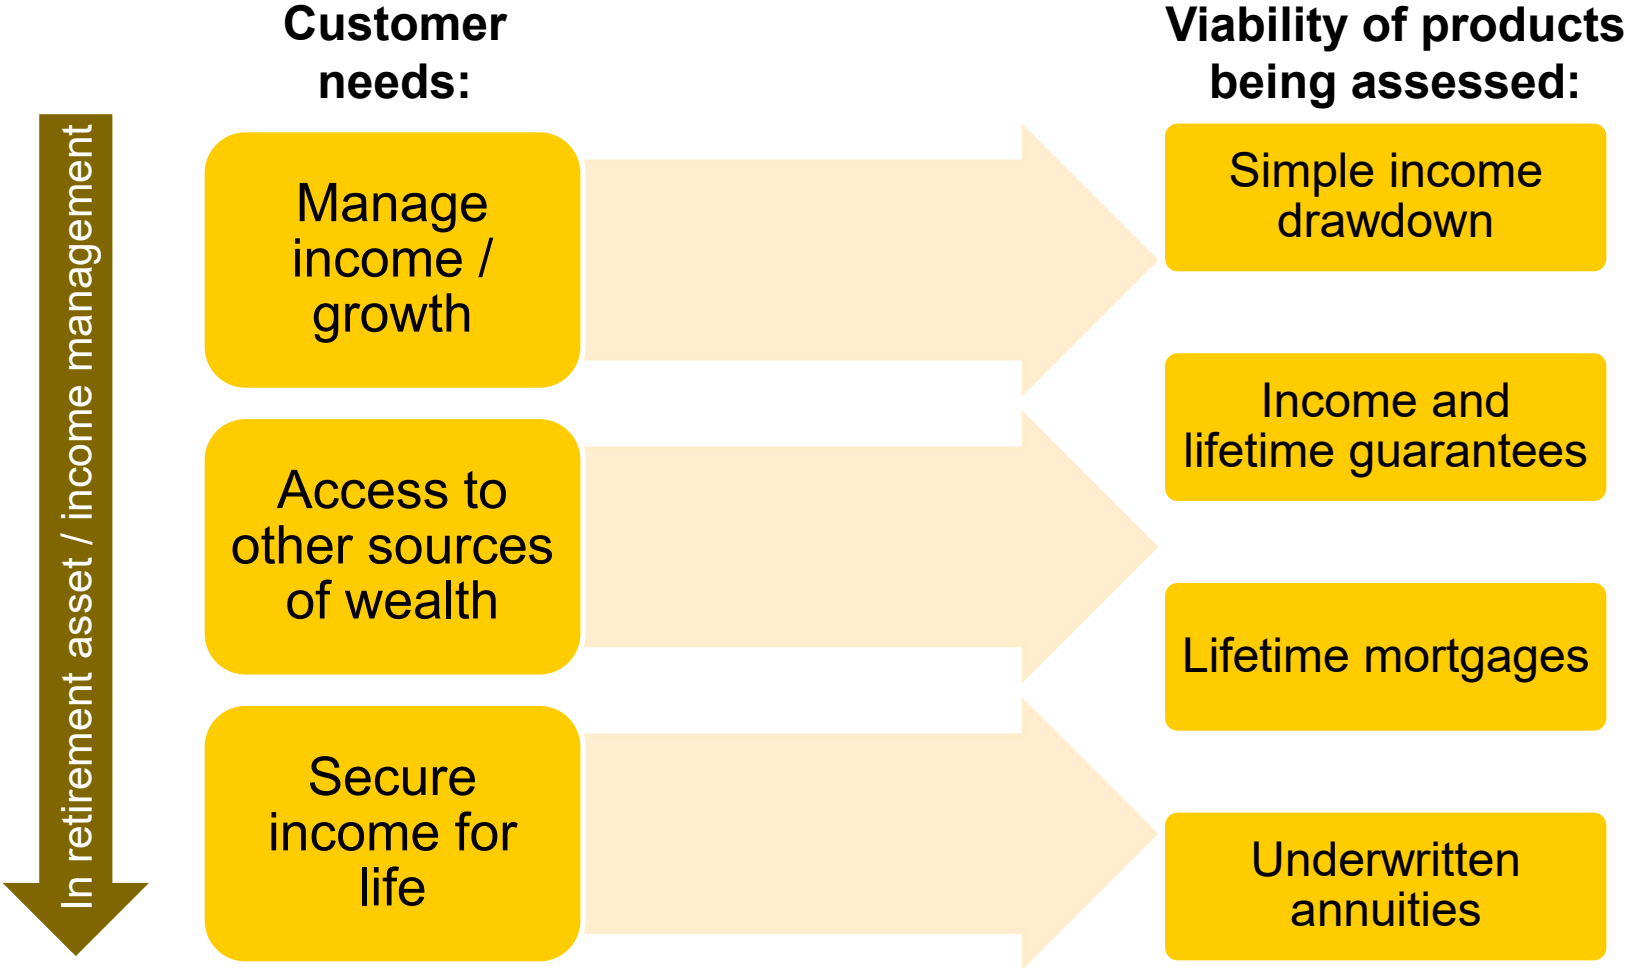 Customer
needs:
Viability of products
being assessed:
In retirement asset / income management
Manage
income /
growth
Access to
other sources
of wealth
Secure
income for
life
Simple income
drawdown
Income and
lifetime guarantees
Lifetime mortgages
Underwritten
annuities